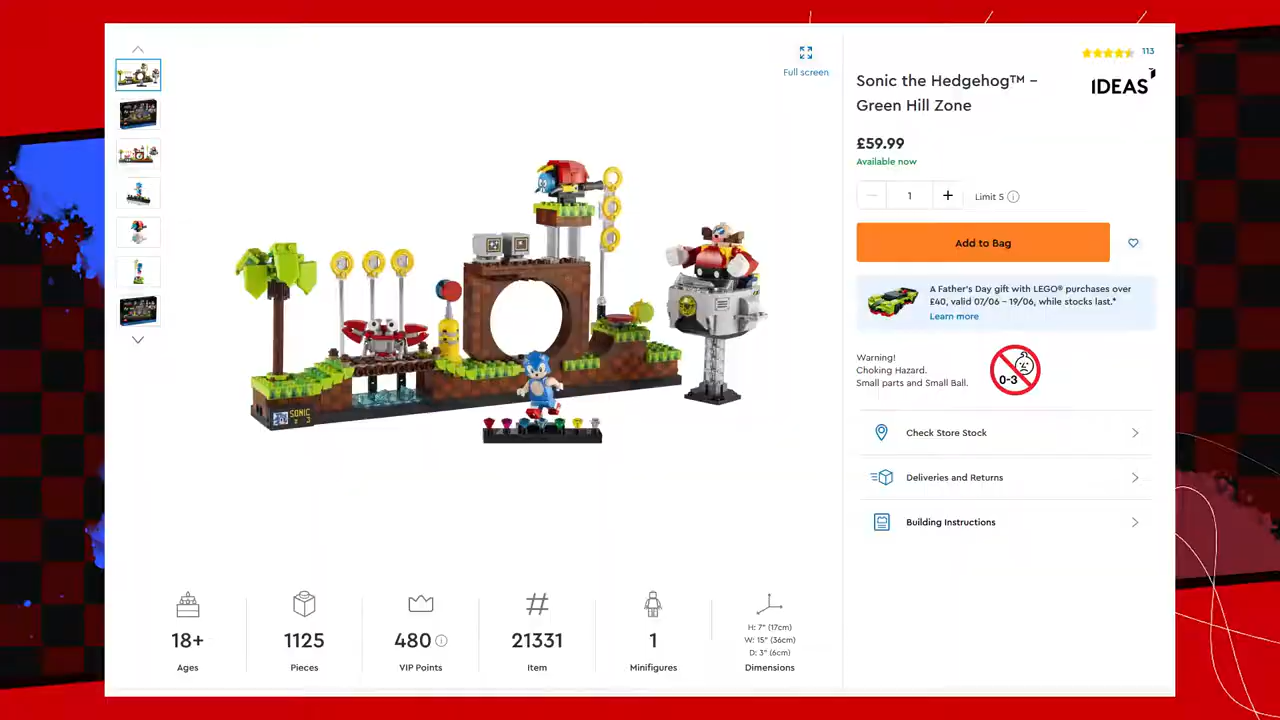 Full screen
113
Sonic the Hedgehog™ –
Green Hill Zone
IDEAS
£59.99
Available now
1
Limit 5
Add to Bag
A Father's Day gift with LEGO® purchases over
£40, valid 07/06 – 19/06, while stocks last.*
Learn more
Warning!
Choking Hazard.
Small parts and Small Ball.
0-3
Check Store Stock
Deliveries and Returns
Building Instructions
SONIC
18+
Ages
1125
Pieces
480
VIP Points
#
21331
Item
1
Minifigures
H: 7" (17cm)
W: 15" (36cm)
D: 3" (6cm)
Dimensions